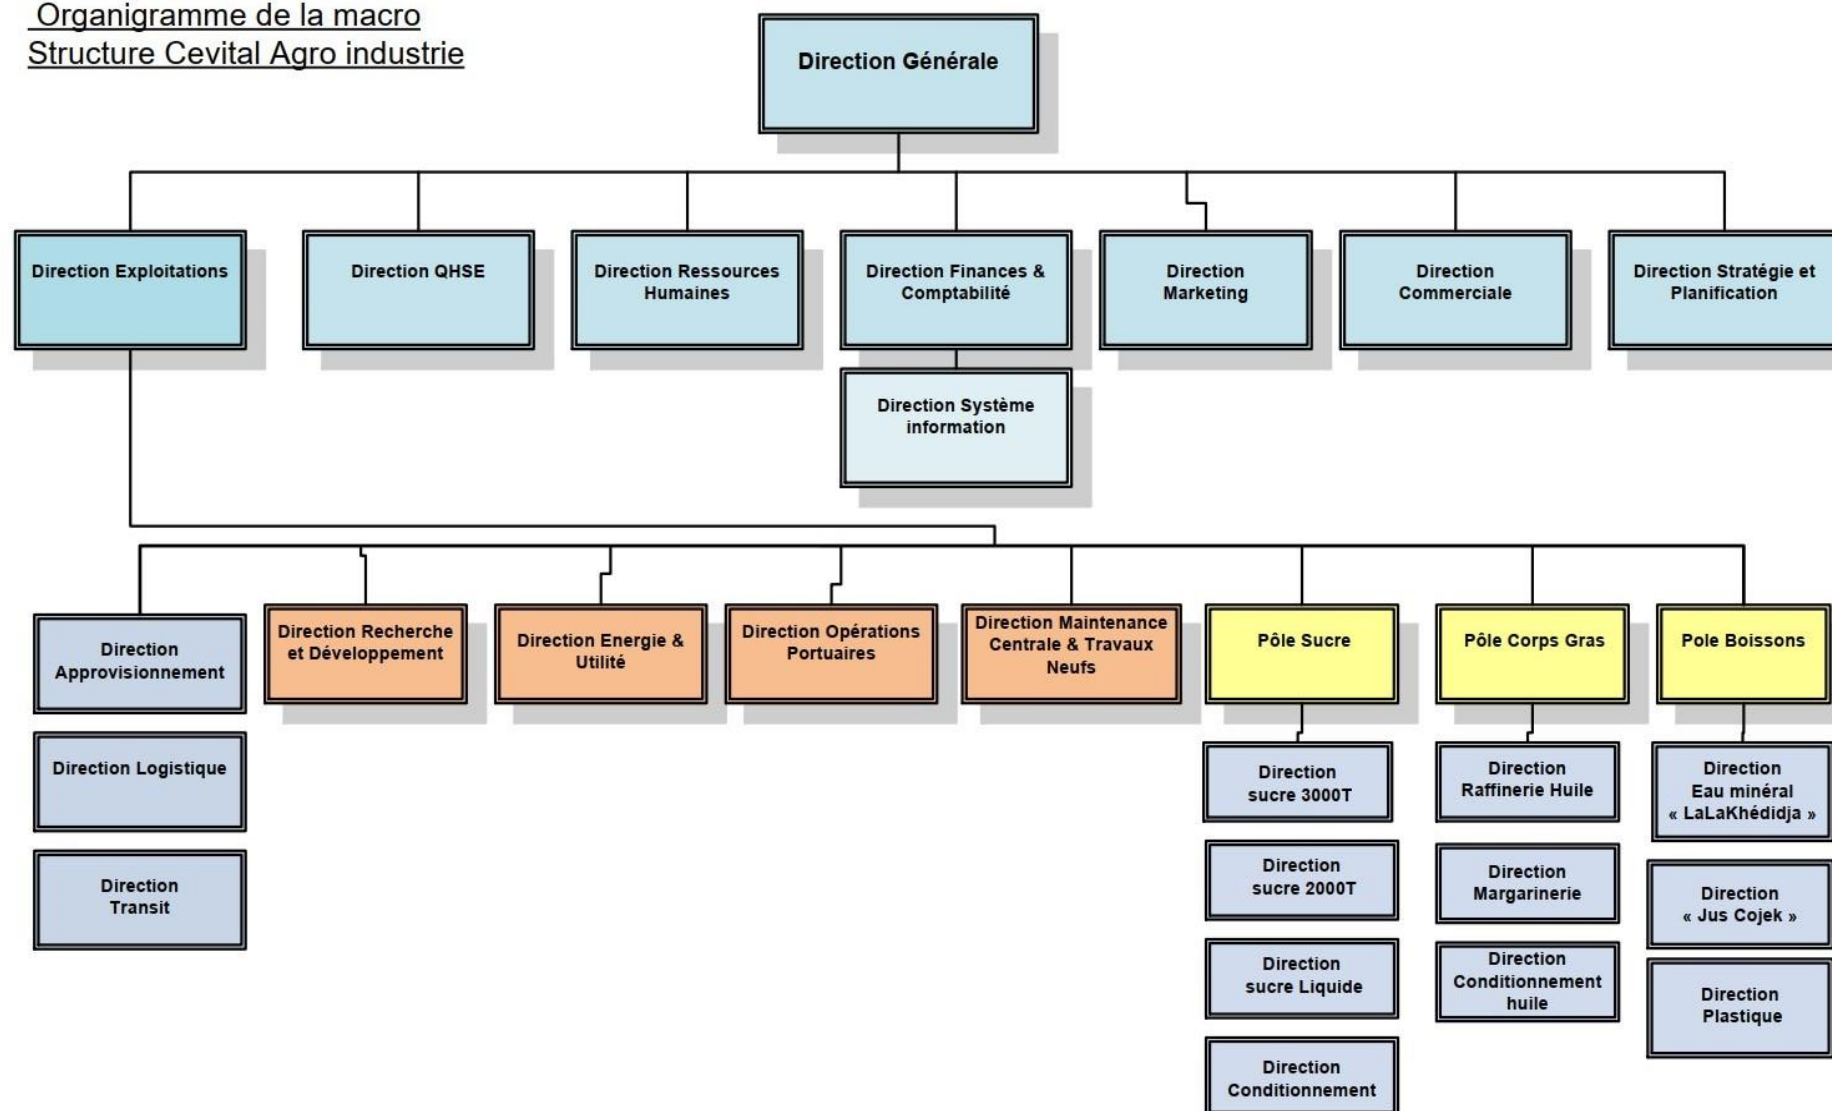 Organigramme de la macro
Structure Cevital Agro industrie
Direction Générale
Direction Exploitations
Direction QHSE
Direction Ressources
Humaines
Direction Finances &
Comptabilité
Direction
Marketing
Direction
Commerciale
Direction Stratégie et
Planification
Direction Système
information
Direction
Approvisionnement
Direction Recherche
et Développement
Direction Energie &
Utilité
Direction Opérations
Portuaires
Direction Maintenance
Centrale & Travaux
Neufs
Pôle Sucre
Pôle Corps Gras
Pole Boissons
Direction Logistique
Direction
Transit
Direction
sucre 3000T
Direction
sucre 2000T
Direction
sucre Liquide
Direction
Conditionnement
Direction
Raffinerie Huile
Direction
Margarinerie
Direction
Conditionnement
huile
Direction
Eau minéral
« LaLaKhédidja »
Direction
« Jus Cojek »
Direction
Plastique